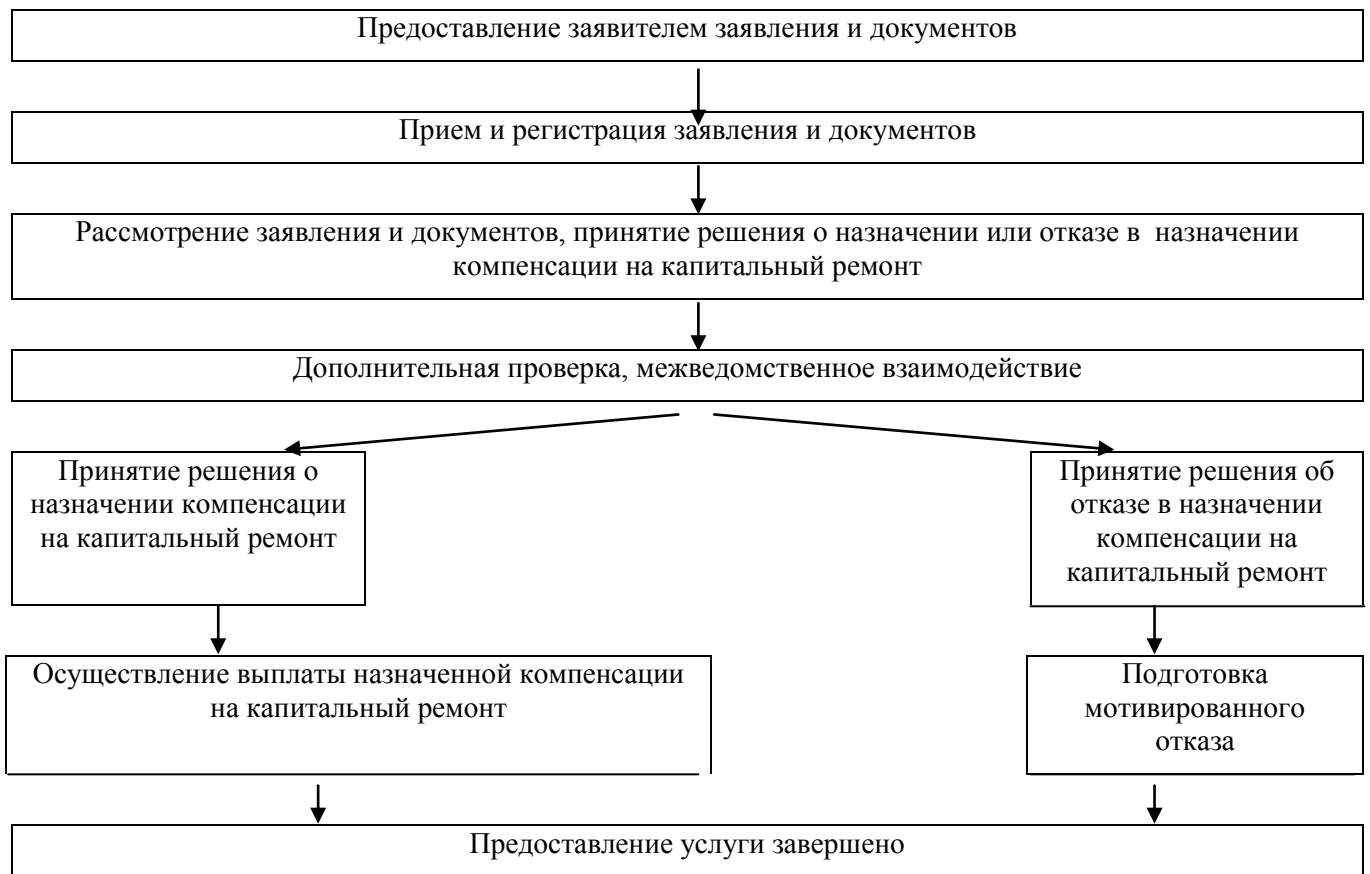 Предоставление заявителем заявления и документов
Прием и регистрация заявления и документов
Рассмотрение заявления и документов, принятие решения о назначении или отказе в назначении
компенсации на капитальный ремонт
Дополнительная проверка, межведомственное взаимодействие
Принятие решения о
назначении компенсации
на капитальный ремонт
Принятие решения об
отказе в назначении
компенсации на
капитальный ремонт
Осуществление выплаты назначенной компенсации
на капитальный ремонт
Подготовка
мотивированного
отказа
Предоставление услуги завершено